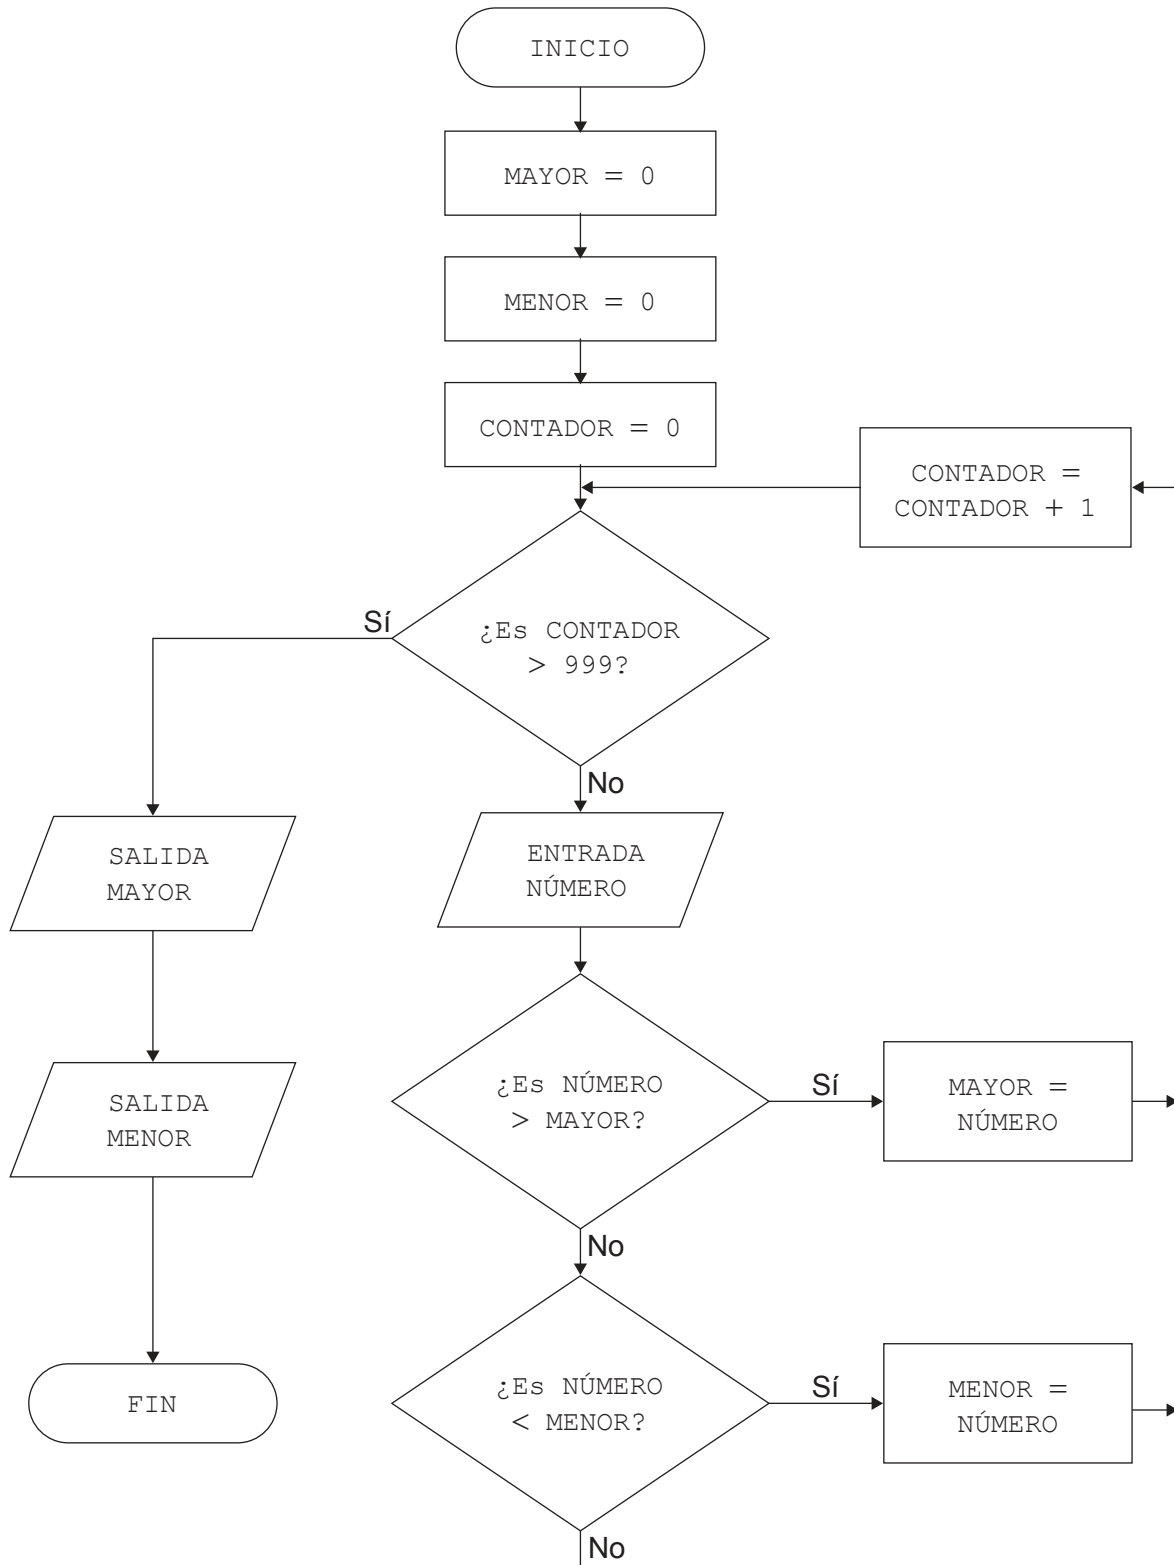 INICIO
MAYOR = 0
MENOR = 0
CONTADOR = 0
CONTADOR =
CONTADOR + 1
Sí
¿Es CONTADOR
> 999?
No
SALIDA
MAYOR
ENTRADA
NÚMERO
¿Es NÚMERO
> MAYOR?
Sí
MAYOR =
NÚMERO
SALIDA
MENOR
No
¿Es NÚMERO
< MENOR?
Sí
MENOR =
NÚMERO
FIN
No